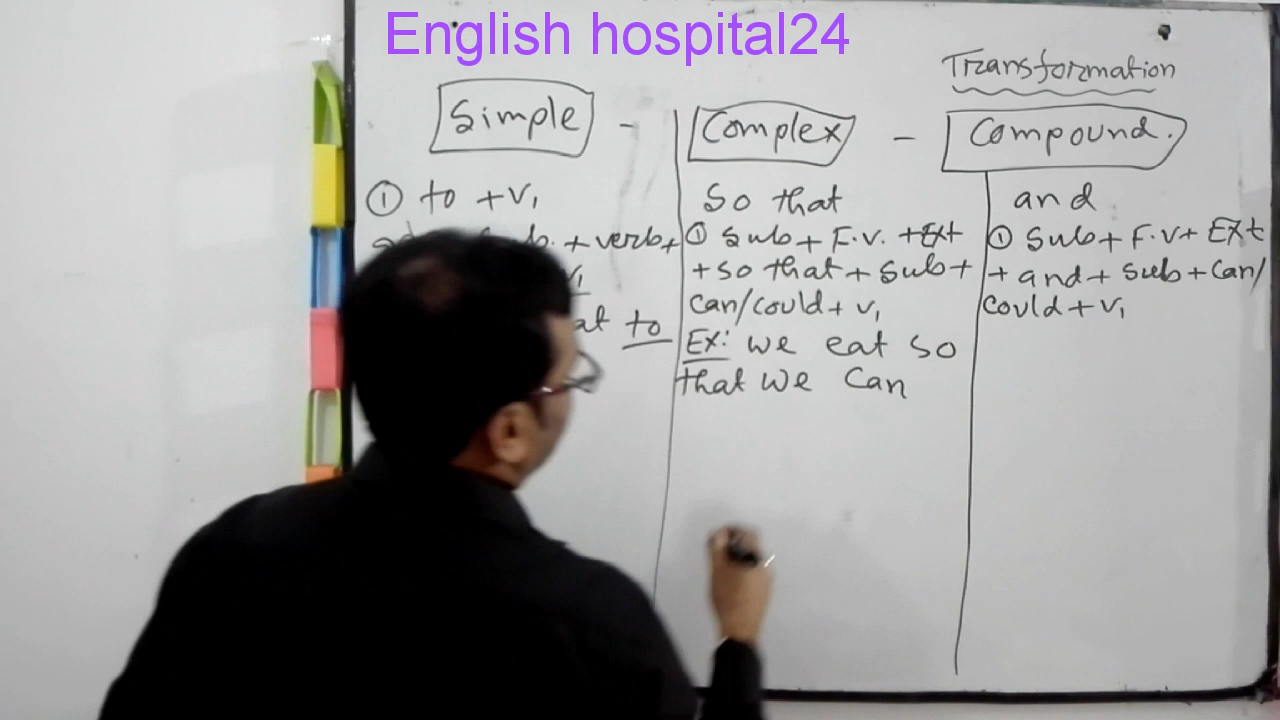 English hospital24
Transformation
Simple - Complex - Compound.
① to + V₁
+ verb +
at to
So that
① Sub + F.V. + Ext
+ so that + Sub +
can/could + V₁
Ex: we eat so
that we can
and
① Sub + F.V + Ext
+ and + Sub + can/
could + V₁